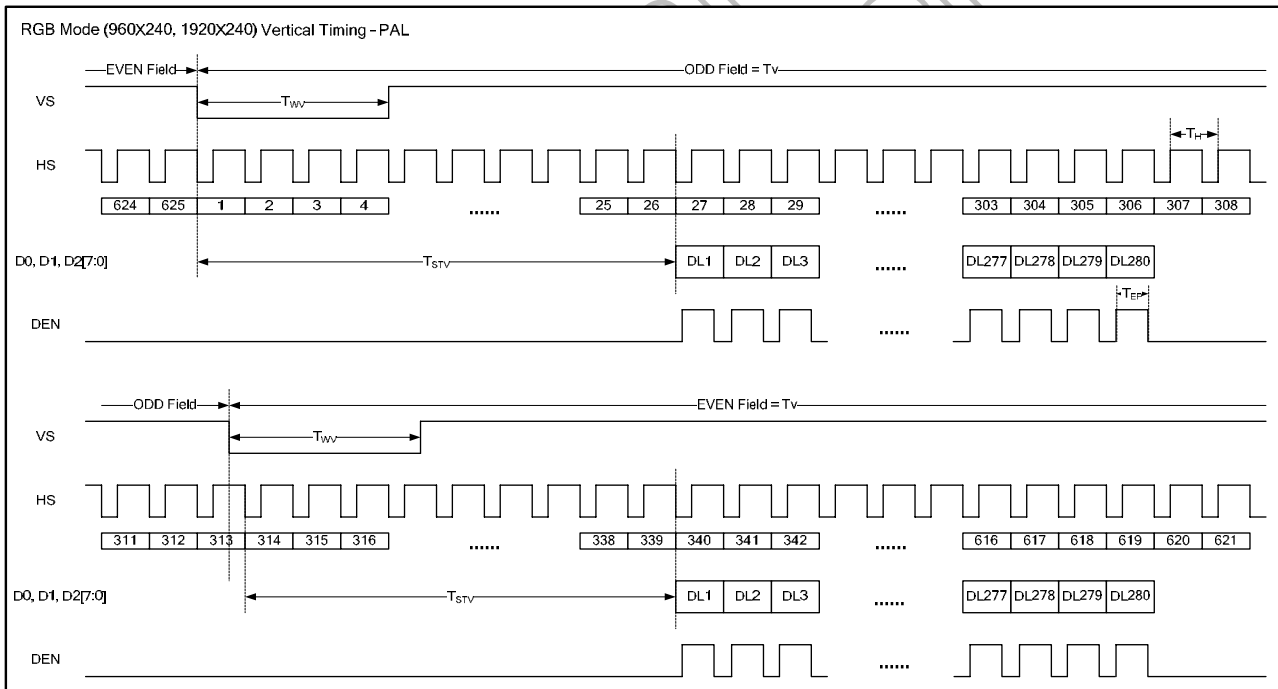 RGB Mode (960X240, 1920X240) Vertical Timing - PAL
EVEN Field ODD Field = Tv
VS TWV
HS TH
624 625 1 2 3 4 ...... 25 26 27 28 29 ...... 303 304 305 306 307 308
D0, D1, D2[7:0] TSTV DL1 DL2 DL3 ...... DL277 DL278 DL279 DL280
TEP
DEN ......
ODD Field EVEN Field = Tv
VS TWV
HS
311 312 313 314 315 316 ...... 338 339 340 341 342 ...... 616 617 618 619 620 621
D0, D1, D2[7:0] TSTV DL1 DL2 DL3 ...... DL277 DL278 DL279 DL280
DEN ......